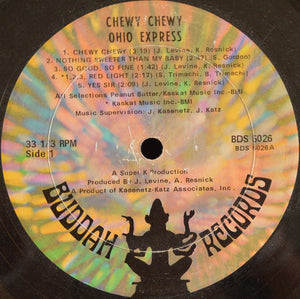 CHEWY CHEWY
OHIO EXPRESS
1. CHEWY CHEWY (3:19) (J. Levine, K. Resnick)
2. NOTHING SWEETER THAN MY BABY (S. Gordon)
3. SO GOOD, SO FINE (1:42) (J. Levine, K. Resnick)
4. *1,2,3, RED LIGHT (2:17) (S. Trimachi, B. Trimachi)
5. YES SIR (2:09) (J. Levine, K. Resnick)
All Selections Peanut Butter/Kaskat Music Inc.-BMI
* Kaskat Music Inc.-BMI
Music Supervision: J. Kasenetz, J. Katz
33 1/3 RPM
Side 1
BDS 5026
BDS 5026A
A Super K Production
Produced By J. Levine, A. Resnick
A Product of Kasenetz-Katz Associates, Inc.
BUDDAH RECORDS